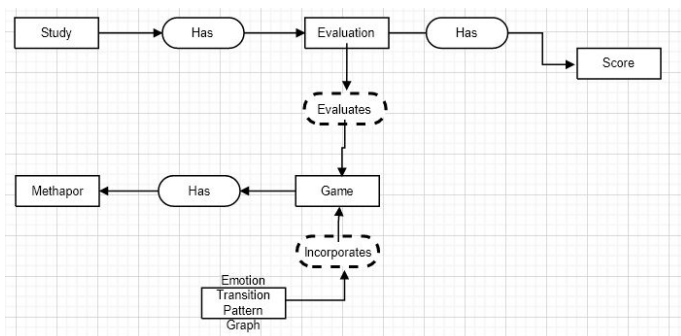 Study
Has
Evaluation
Has
Score
Evaluates
Methapor
Has
Game
Incorporates
Emotion
Transition
Pattern
Graph